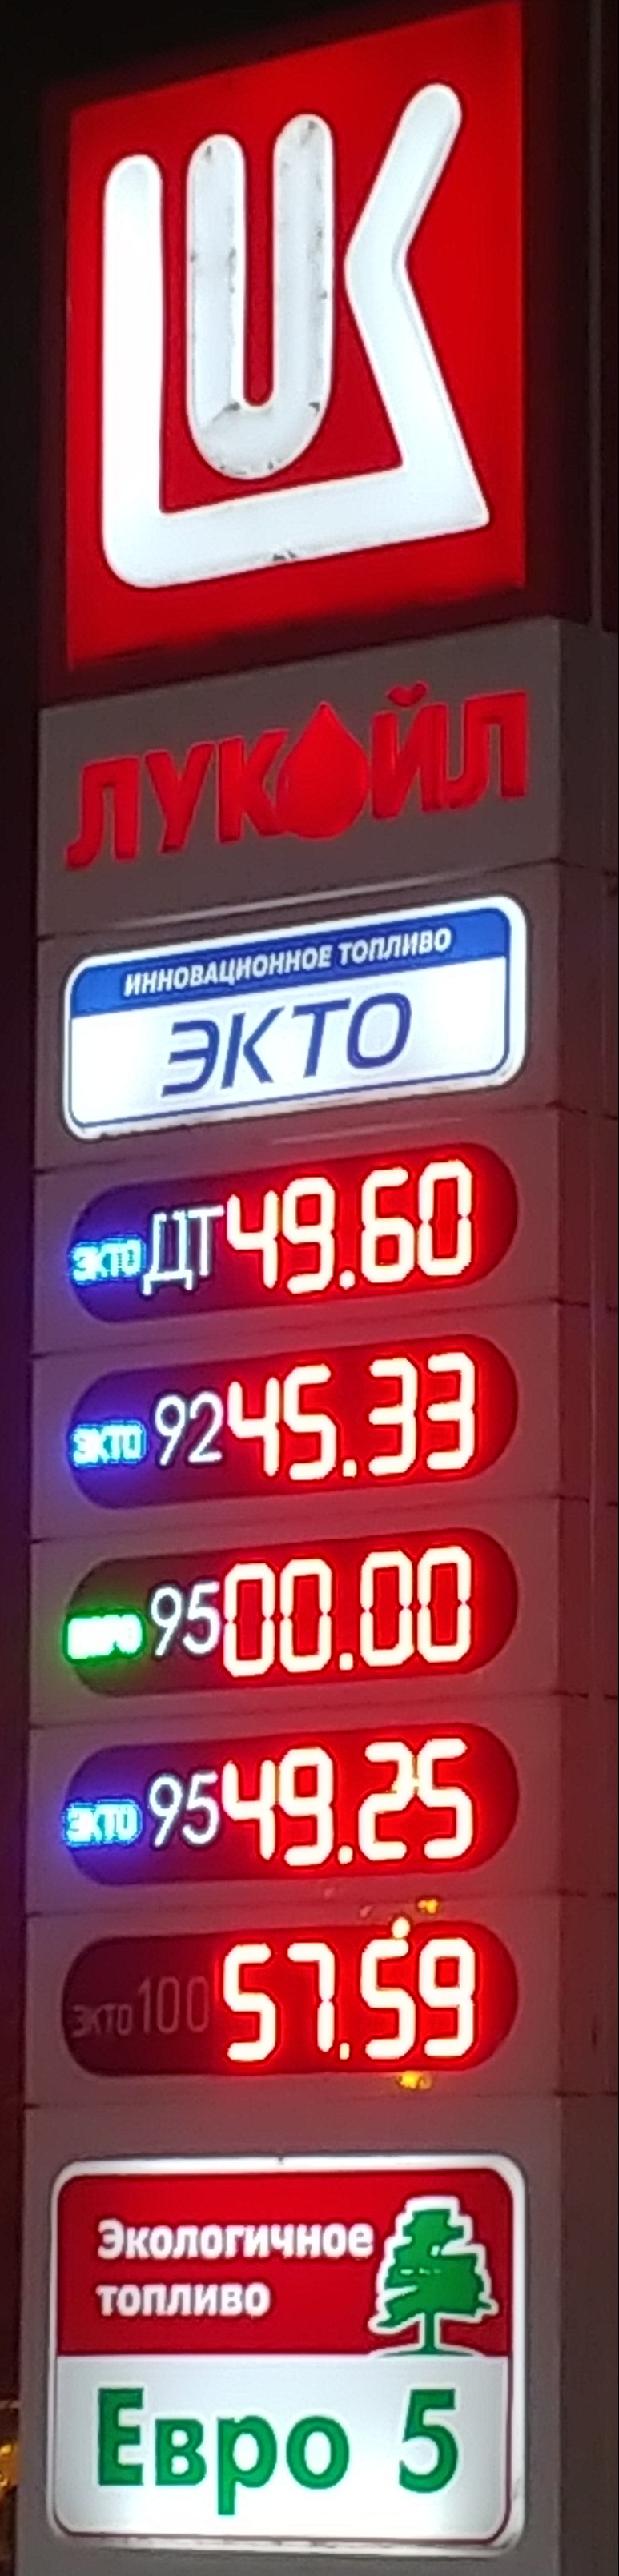 LUK
ЛУКОЙЛ
ИННОВАЦИОННОЕ ТОПЛИВО
ЭКТО
ЭКТО ДТ 49.60
ЭКТО 92 45.33
ЕВРО 95 00.00
ЭКТО 95 49.25
ЭКТО 100 57.59
Экологичное
топливо
Евро 5